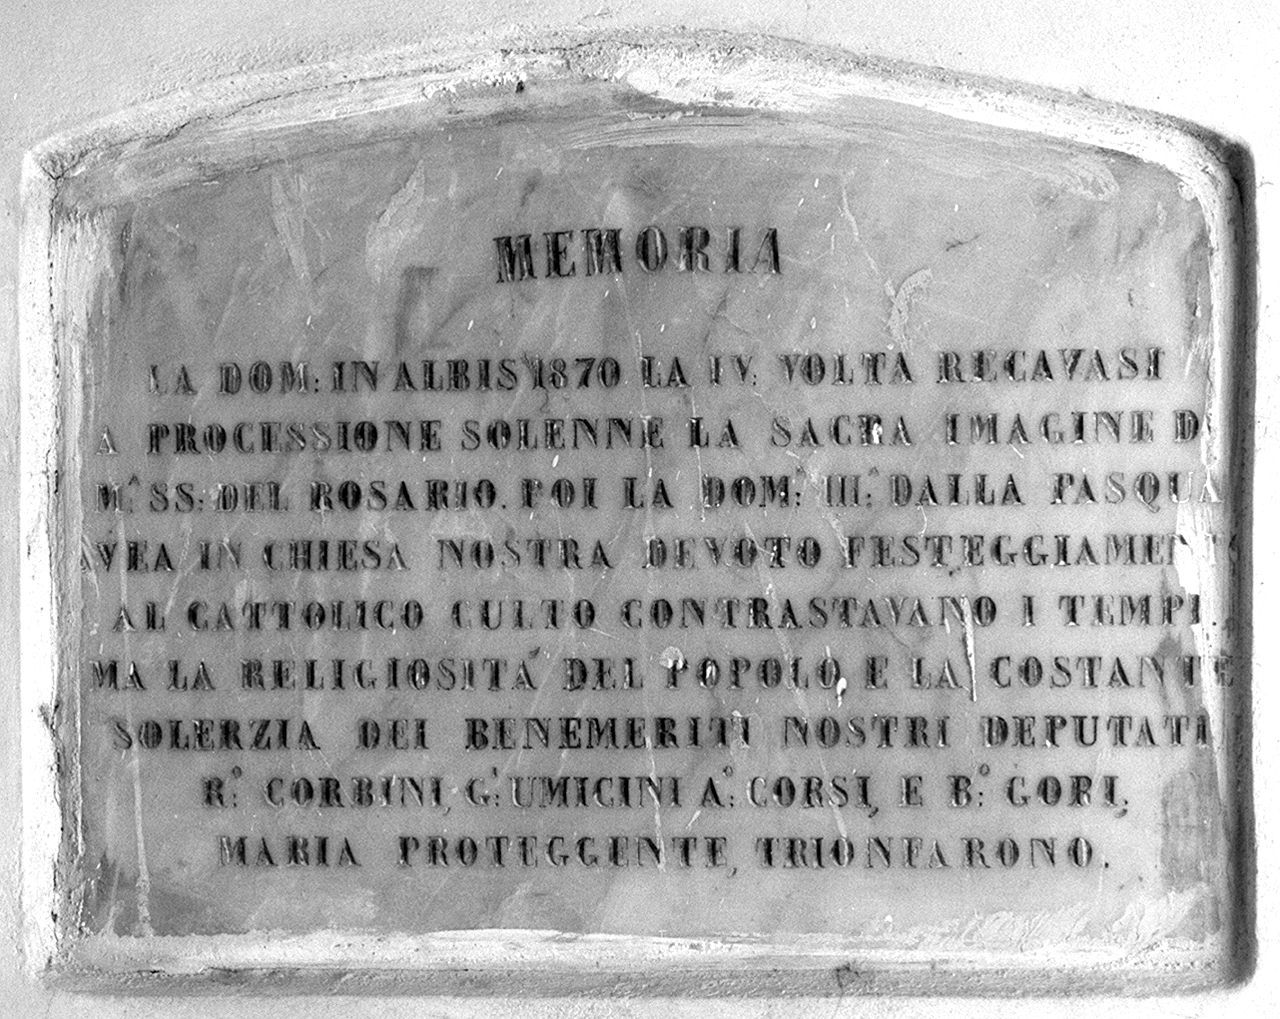 MEMORIA
LA DOM: IN ALBIS 1870 LA IV: VOLTA RECAVASI
A PROCESSIONE SOLENNE LA SACRA IMAGINE DI
M:ᴬ SS: DEL ROSARIO. POI LA DOM:ᴬ III:ᴬ DALLA PASQUA
AVEA IN CHIESA NOSTRA DEVOTO FESTEGGIAMENTO
AL CATTOLICO CULTO CONTRASTAVANO I TEMPI.
MA LA RELIGIOSITÀ DEL POPOLO E LA COSTANTE
SOLERZIA DEI BENEMERITI NOSTRI DEPUTATI
R:º CORBINI, G: UMICINI A:º CORSI, E B:º GORI,
MARIA PROTEGGENTE, TRIONFARONO.